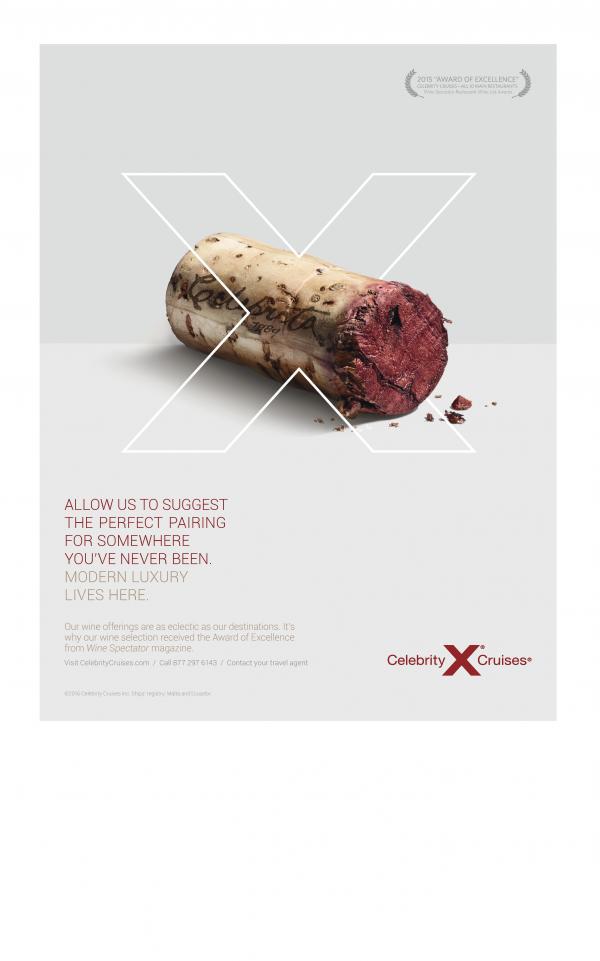 2015 "AWARD OF EXCELLENCE"
CELEBRITY CRUISES • ALL 10 MAIN RESTAURANTS
Wine Spectator Restaurant Wine List Awards
ALLOW US TO SUGGEST
THE PERFECT PAIRING
FOR SOMEWHERE
YOU'VE NEVER BEEN.
MODERN LUXURY
LIVES HERE.
Our wine offerings are as eclectic as our destinations. It's
why our wine selection received the Award of Excellence
from Wine Spectator magazine.
Visit CelebrityCruises.com / Call 877 297 6143 / Contact your travel agent
Celebrity X® Cruises®
©2016 Celebrity Cruises Inc. Ships' registry: Malta and Ecuador.